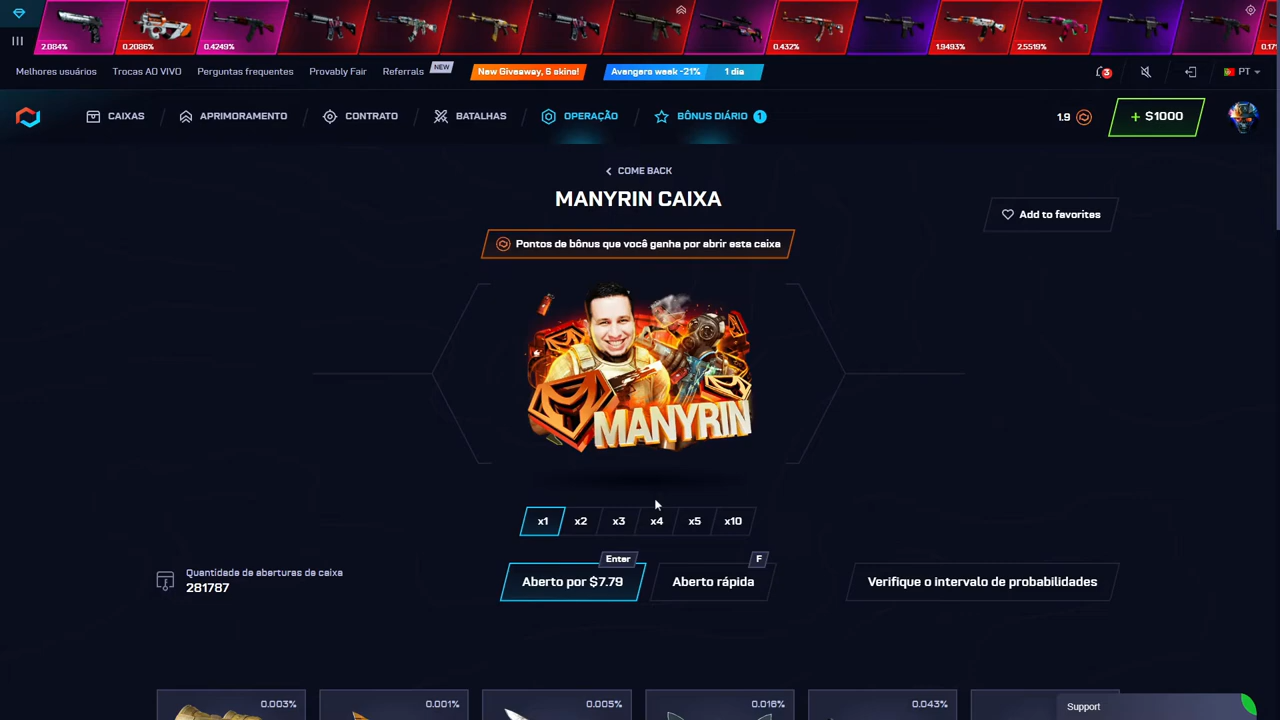 2.084%
0.2086%
0.4249%
0.432%
1.9493%
2.5519%
0.17
Melhores usuários
Trocas AO VIVO
Perguntas frequentes
Provably Fair
Referrals
NEW
New Giveaway, 6 skins!
Avengers week -21%
1 dia
3
PT
CAIXAS
APRIMORAMENTO
CONTRATO
BATALHAS
OPERAÇÃO
BÔNUS DIÁRIO
1
1.9
+ $1000
COME BACK
MANYRIN CAIXA
Add to favorites
Pontos de bônus que você ganha por abrir esta caixa
MANYRIN
x1
x2
x3
x4
x5
x10
Enter
F
Quantidade de aberturas de caixa
281787
Aberto por $7.79
Aberto rápida
Verifique o intervalo de probabilidades
0.003%
0.001%
0.005%
0.016%
0.043%
Support